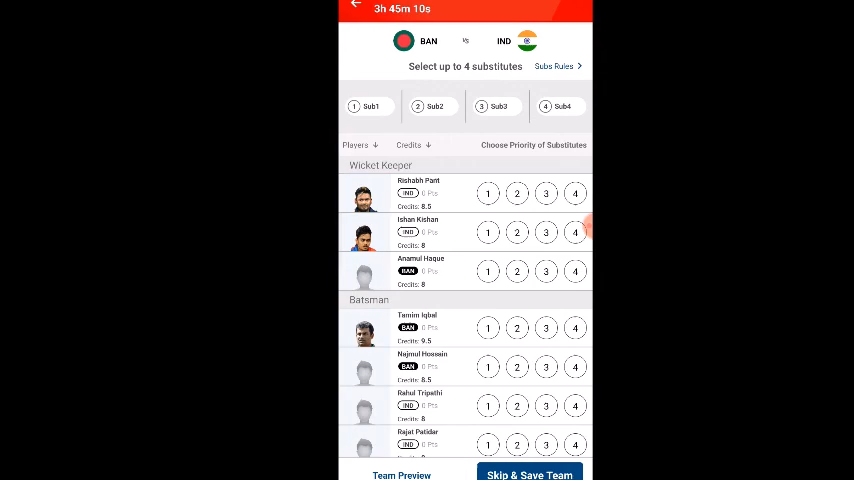 3h 45m 10s
BAN vs IND
Select up to 4 substitutes Subs Rules >
1 Sub1 2 Sub2 3 Sub3 4 Sub4
Players ↓ Credits ↓ Choose Priority of Substitutes
Wicket Keeper
Rishabh Pant
IND 0 Pts 1 2 3 4
Credits: 8.5
Ishan Kishan
IND 0 Pts 1 2 3 4
Credits: 8
Anamul Haque
BAN 0 Pts 1 2 3 4
Credits: 8
Batsman
Tamim Iqbal
BAN 0 Pts 1 2 3 4
Credits: 9.5
Najmul Hossain
BAN 0 Pts 1 2 3 4
Credits: 8.5
Rahul Tripathi
IND 0 Pts 1 2 3 4
Credits: 8
Rajat Patidar
IND 0 Pts 1 2 3 4
Team Preview Skip & Save Team